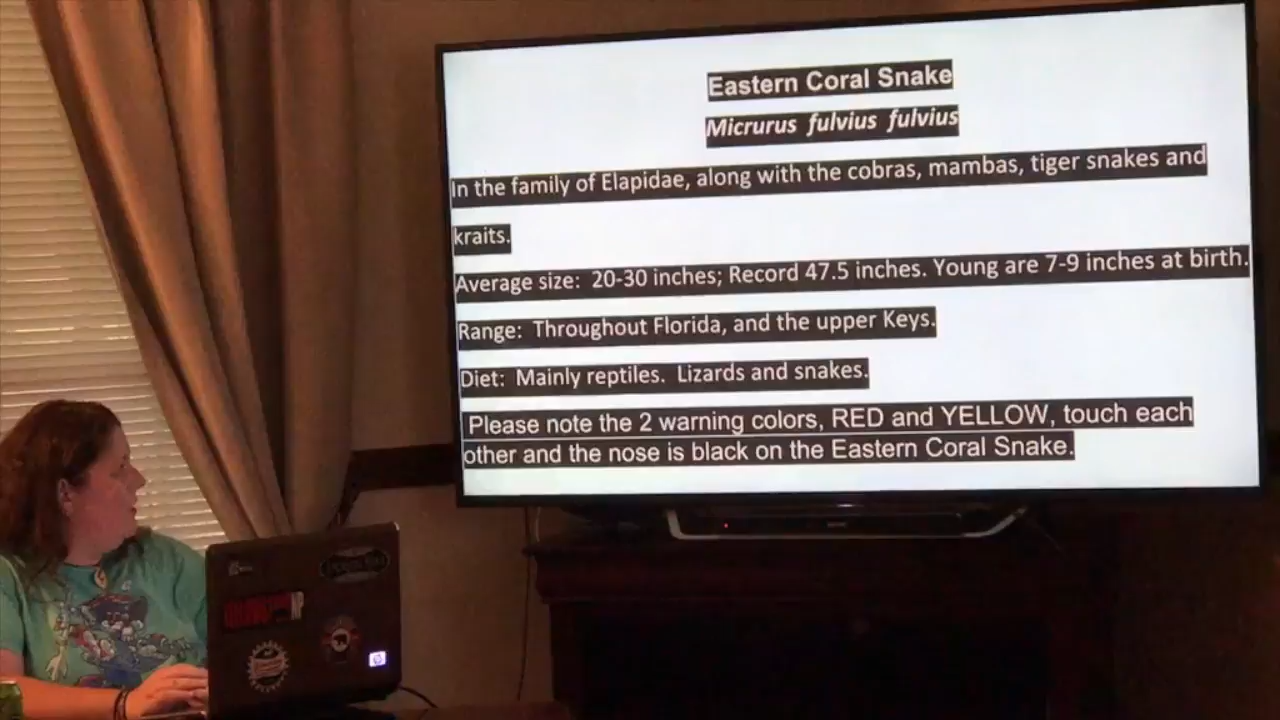 Eastern Coral Snake
Micrurus fulvius fulvius
In the family of Elapidae, along with the cobras, mambas, tiger snakes and
kraits.
Average size: 20-30 inches; Record 47.5 inches. Young are 7-9 inches at birth.
Range: Throughout Florida, and the upper Keys.
Diet: Mainly reptiles. Lizards and snakes.
Please note the 2 warning colors, RED and YELLOW, touch each
other and the nose is black on the Eastern Coral Snake.
hp